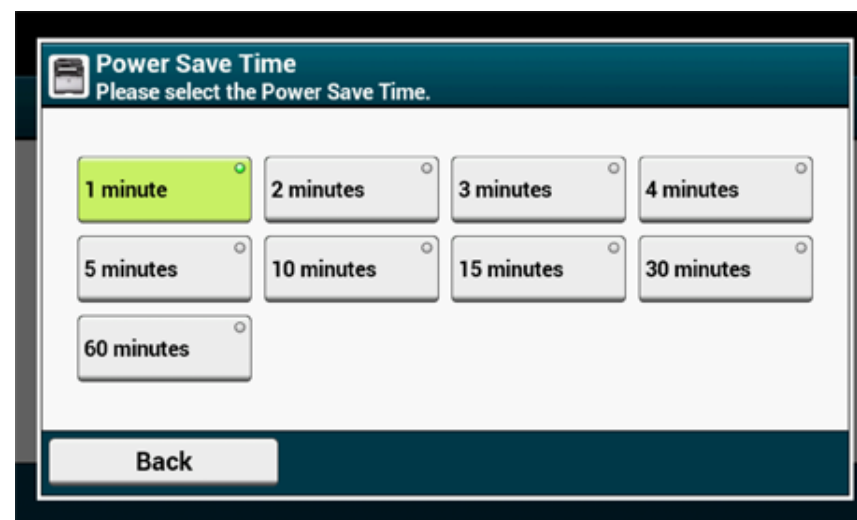 Power Save Time
Please select the Power Save Time.
1 minute
2 minutes
3 minutes
4 minutes
5 minutes
10 minutes
15 minutes
30 minutes
60 minutes
Back